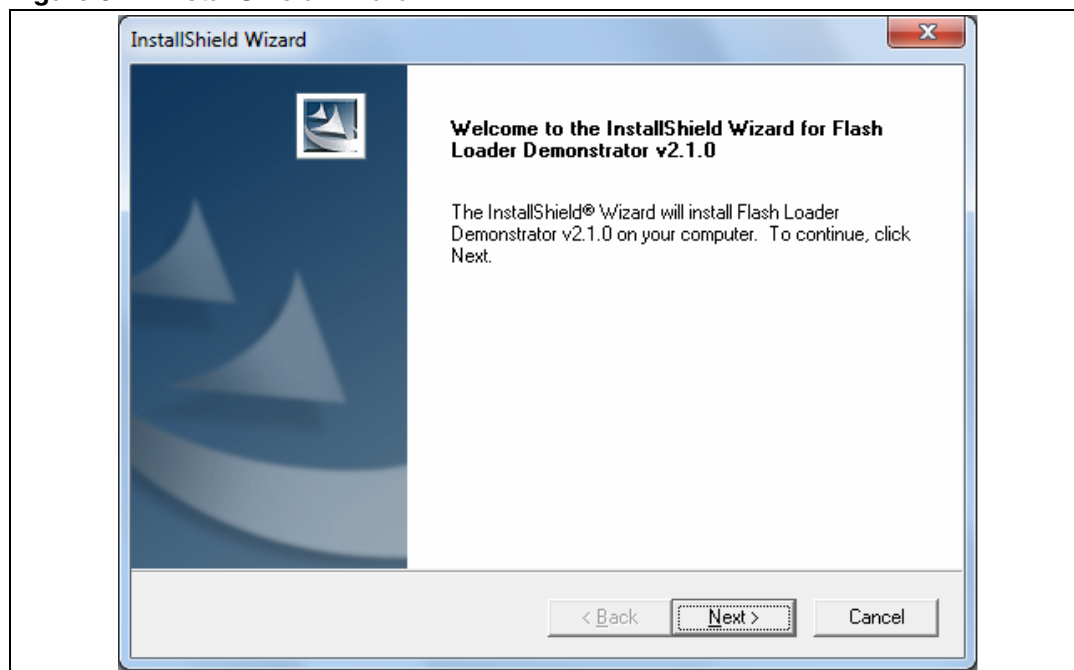 InstallShield Wizard
Welcome to the InstallShield Wizard for Flash
Loader Demonstrator v2.1.0
The InstallShield® Wizard will install Flash Loader
Demonstrator v2.1.0 on your computer.  To continue, click
Next.
< Back
Next >
Cancel